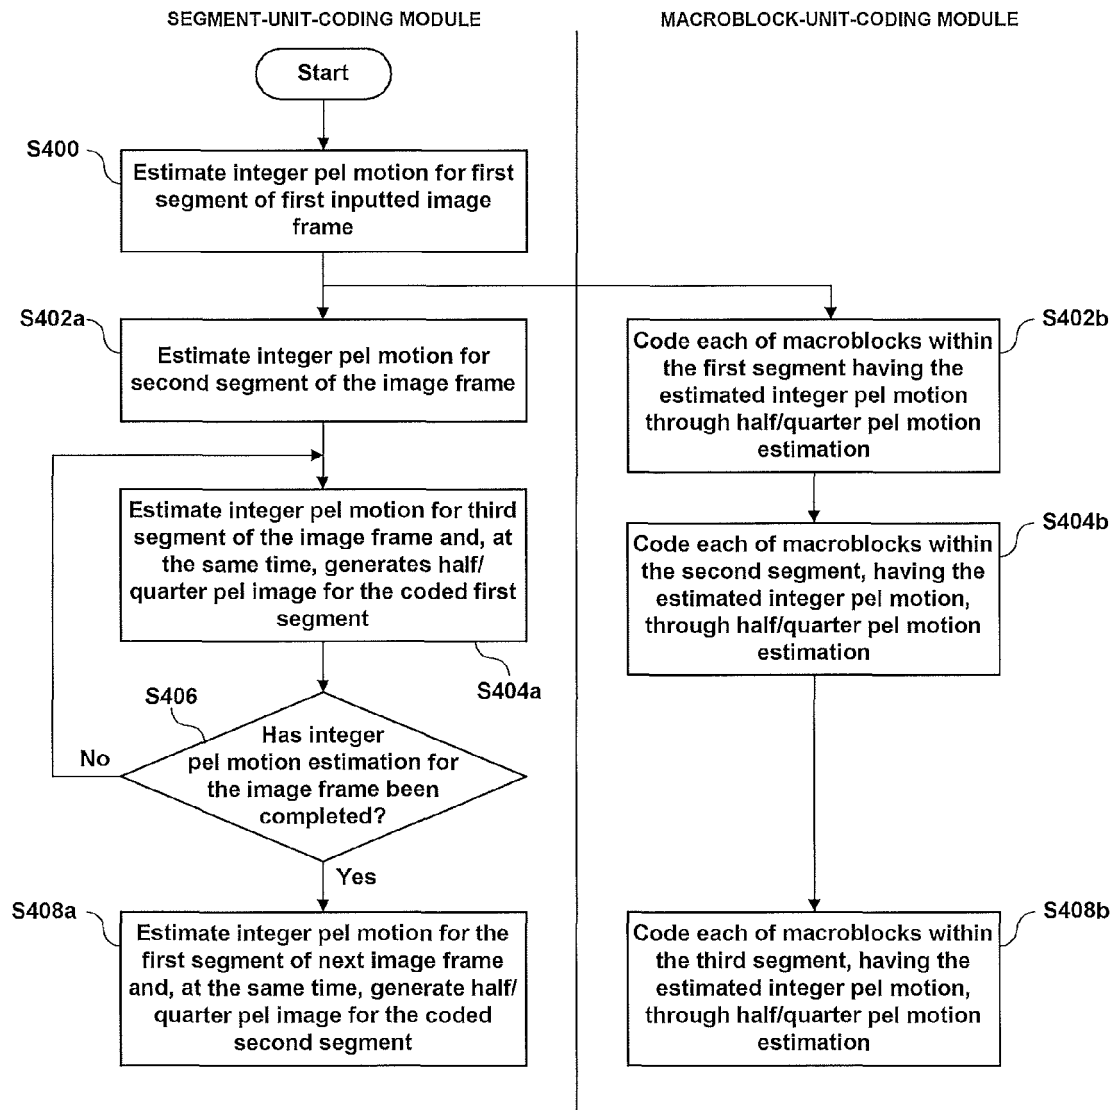 SEGMENT-UNIT-CODING MODULE
MACROBLOCK-UNIT-CODING MODULE
Start
S400
Estimate integer pel motion for first
segment of first inputted image
frame
S402a
Estimate integer pel motion for
second segment of the image frame
S402b
Code each of macroblocks within
the first segment having the
estimated integer pel motion
through half/quarter pel motion
estimation
Estimate integer pel motion for third
segment of the image frame and, at
the same time, generates half/
quarter pel image for the coded first
segment
S404a
S404b
Code each of macroblocks within
the second segment, having the
estimated integer pel motion,
through half/quarter pel motion
estimation
S406
Has integer
pel motion estimation for
the image frame been
completed?
No
Yes
S408a
Estimate integer pel motion for the
first segment of next image frame
and, at the same time, generate half/
quarter pel image for the coded
second segment
S408b
Code each of macroblocks within
the third segment, having the
estimated integer pel motion,
through half/quarter pel motion
estimation